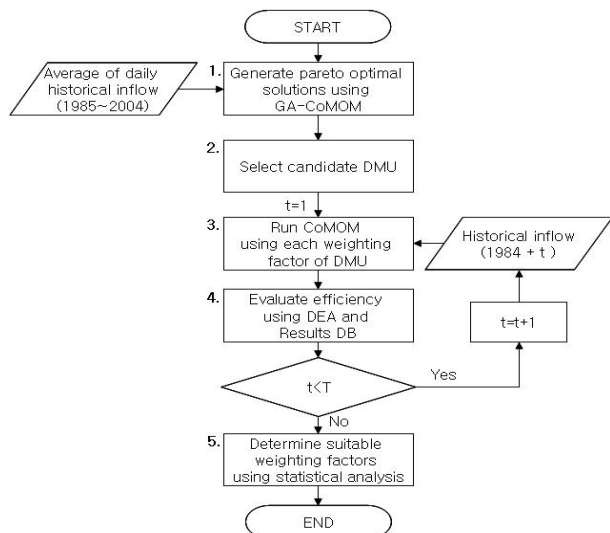 START
Average of daily
historical inflow
(1985~2004)
1.
Generate pareto optimal
solutions using
GA-CoMOM
2.
Select candidate DMU
t=1
3.
Run CoMOM
using each weighting
factor of DMU
Historical inflow
(1984 + t )
4.
Evaluate efficiency
using DEA and
Results DB
t=t+1
t<T
Yes
No
5.
Determine suitable
weighting factors
using statistical analysis
END